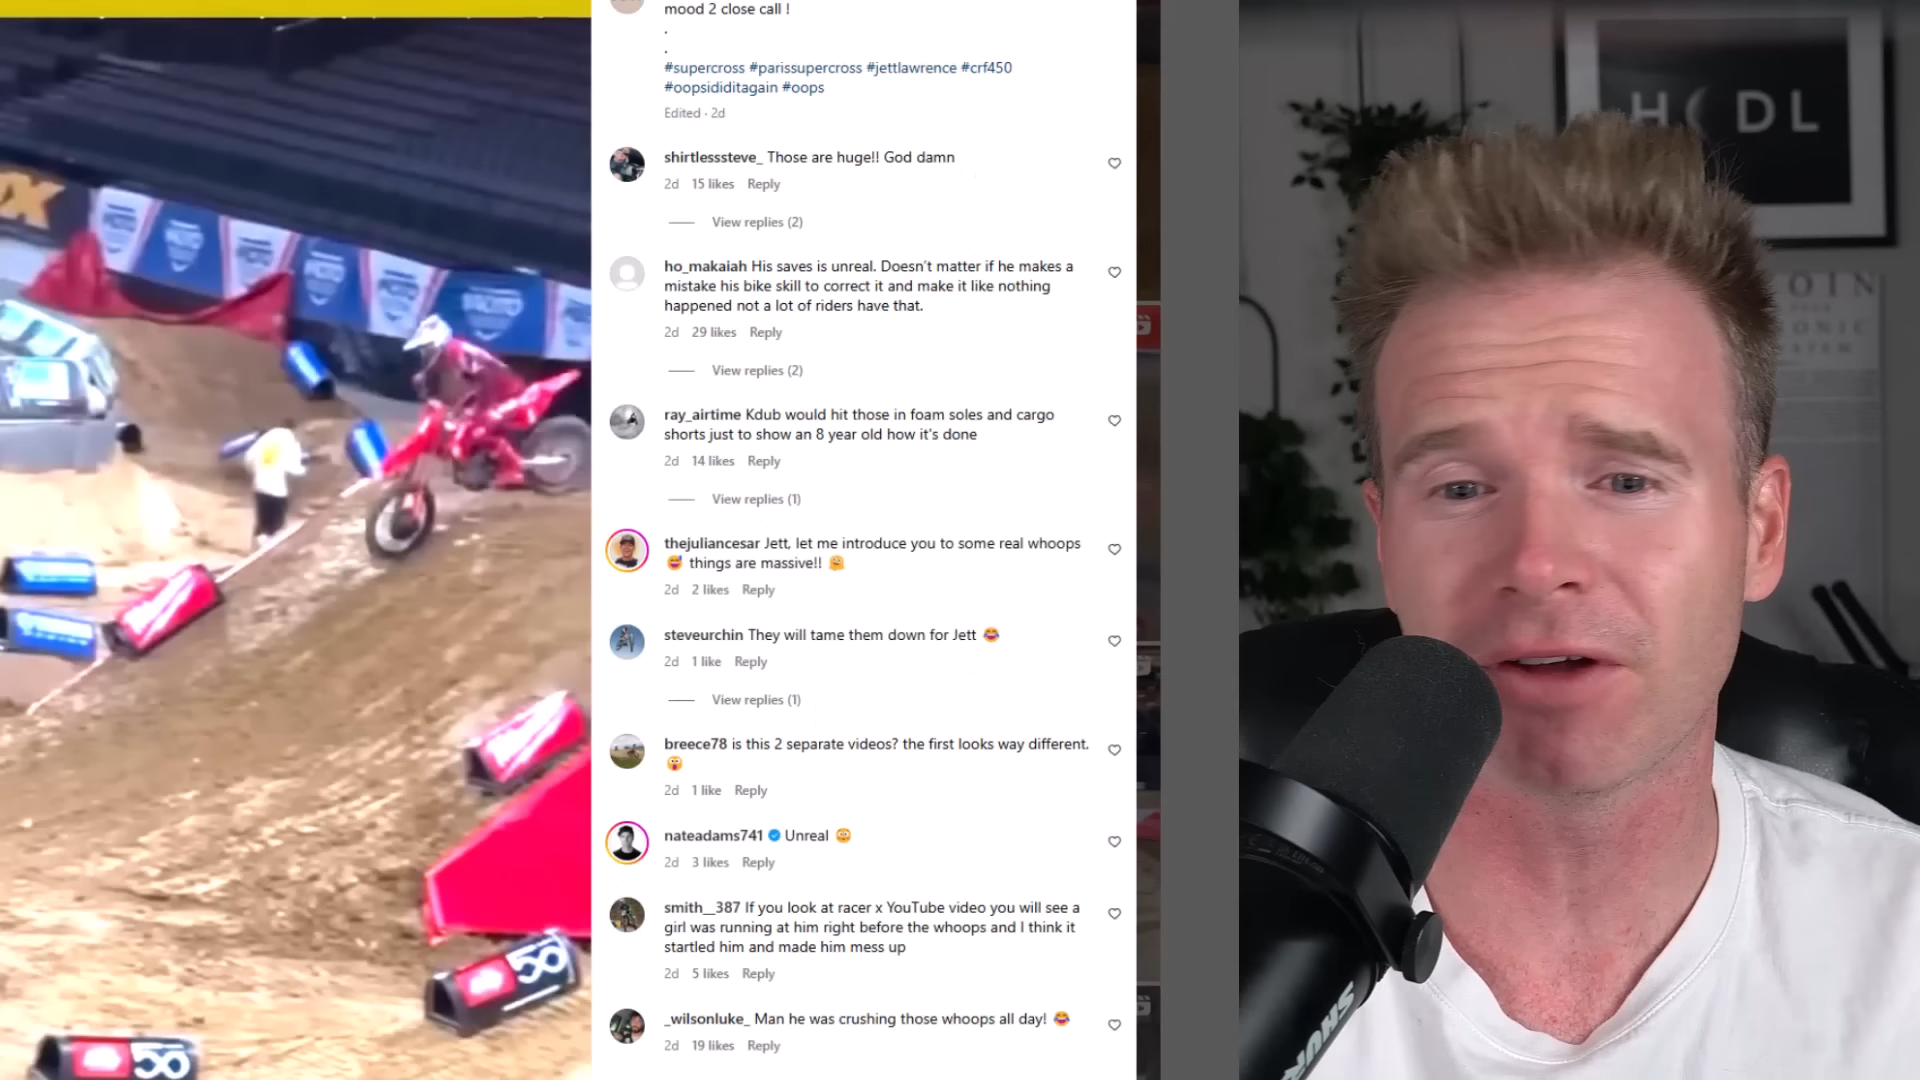 mood 2 close call !
.
.
#supercross #parissupercross #jettlawrence #crf450
#oopsididitagain #oops
Edited · 2d
shirtlesssteve_ Those are huge!! God damn
2d 15 likes Reply
View replies (2)
ho_makaiah His saves is unreal. Doesn't matter if he makes a
mistake his bike skill to correct it and make it like nothing
happened not a lot of riders have that.
2d 29 likes Reply
View replies (2)
ray_airtime Kdub would hit those in foam soles and cargo
shorts just to show an 8 year old how it's done
2d 14 likes Reply
View replies (1)
thejuliancesar Jett, let me introduce you to some real whoops
😅 things are massive!! 🤗
2d 2 likes Reply
steveurchin They will tame them down for Jett 😂
2d 1 like Reply
View replies (1)
breece78 is this 2 separate videos? the first looks way different.
😲
2d 1 like Reply
nateadams741 Unreal 😳
2d 3 likes Reply
smith__387 If you look at racer x YouTube video you will see a
girl was running at him right before the whoops and I think it
startled him and made him mess up
2d 5 likes Reply
_wilsonluke_ Man he was crushing those whoops all day! 😂
2d 19 likes Reply
50
50
H DL
OIN
ONIC
SHUR